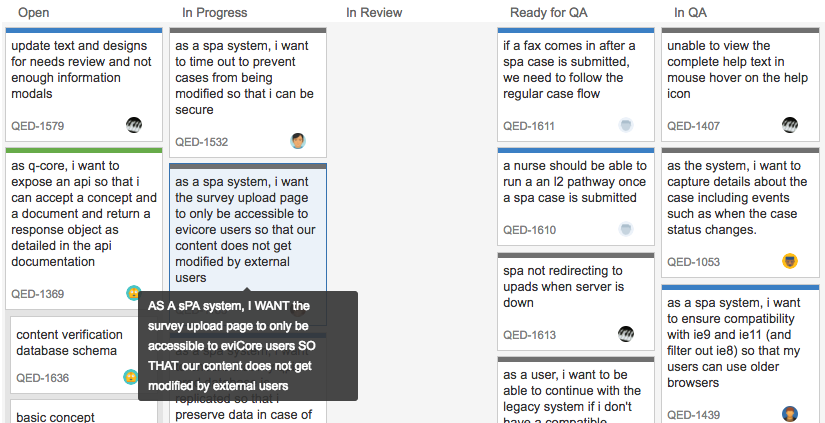 Open
update text and designs
for needs review and not
enough information
modals
QED-1579
as q-core, i want to
expose an api so that i
can accept a concept and
a document and return a
response object as
detailed in the api
documentation
QED-1369
content verification
database schema
QED-1636
basic concept
In Progress
as a spa system, i want
to time out to prevent
cases from being
modified so that i can be
secure
QED-1532
as a spa system, i want
the survey upload page
to only be accessible to
evicore users so that our
content does not get
modified by external
users
AS A sPA system, I WANT the
survey upload page to only be
accessible to eviCore users SO
THAT our content does not get
modified by external users
as a spa system, i want
replicated so that i
preserve data in case of
In Review
Ready for QA
if a fax comes in after a
spa case is submitted,
we need to follow the
regular case flow
QED-1611
a nurse should be able to
run a an l2 pathway once
a spa case is submitted
QED-1610
spa not redirecting to
upads when server is
down
QED-1613
as a user, i want to be
able to continue with the
legacy system if i don't
have a compatible
In QA
unable to view the
complete help text in
mouse hover on the help
icon
QED-1407
as the system, i want to
capture details about the
case including events
such as when the case
status changes.
QED-1053
as a spa system, i want
to ensure compatibility
with ie9 and ie11 (and
filter out ie8) so that my
users can use older
browsers
QED-1439